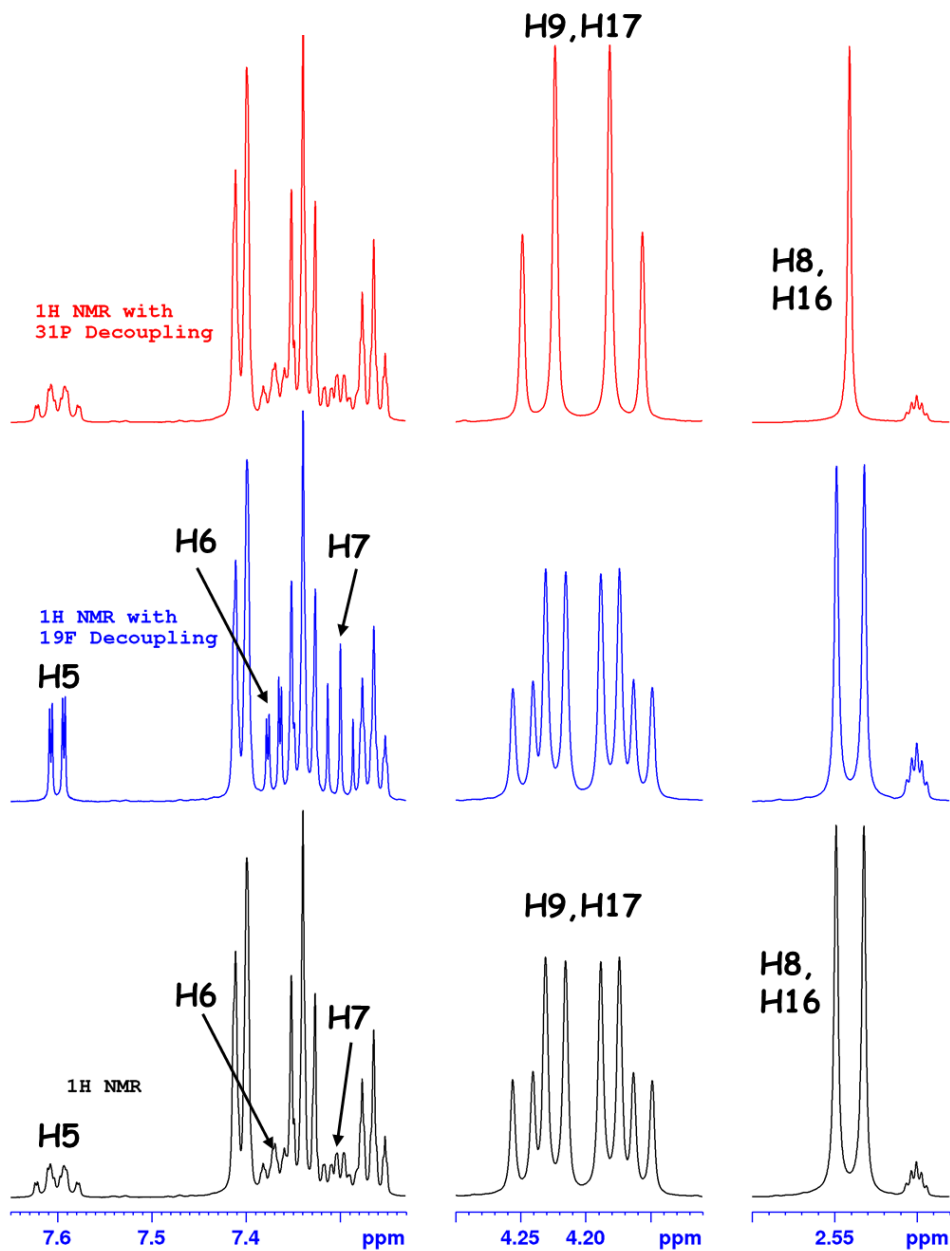 H9,H17
H8,
H16
1H NMR with
31P Decoupling
H6
H7
1H NMR with
19F Decoupling
H5
H9,H17
H8,
H16
H6
H7
1H NMR
H5
7.6 7.5 7.4 ppm 4.25 4.20 ppm 2.55 ppm